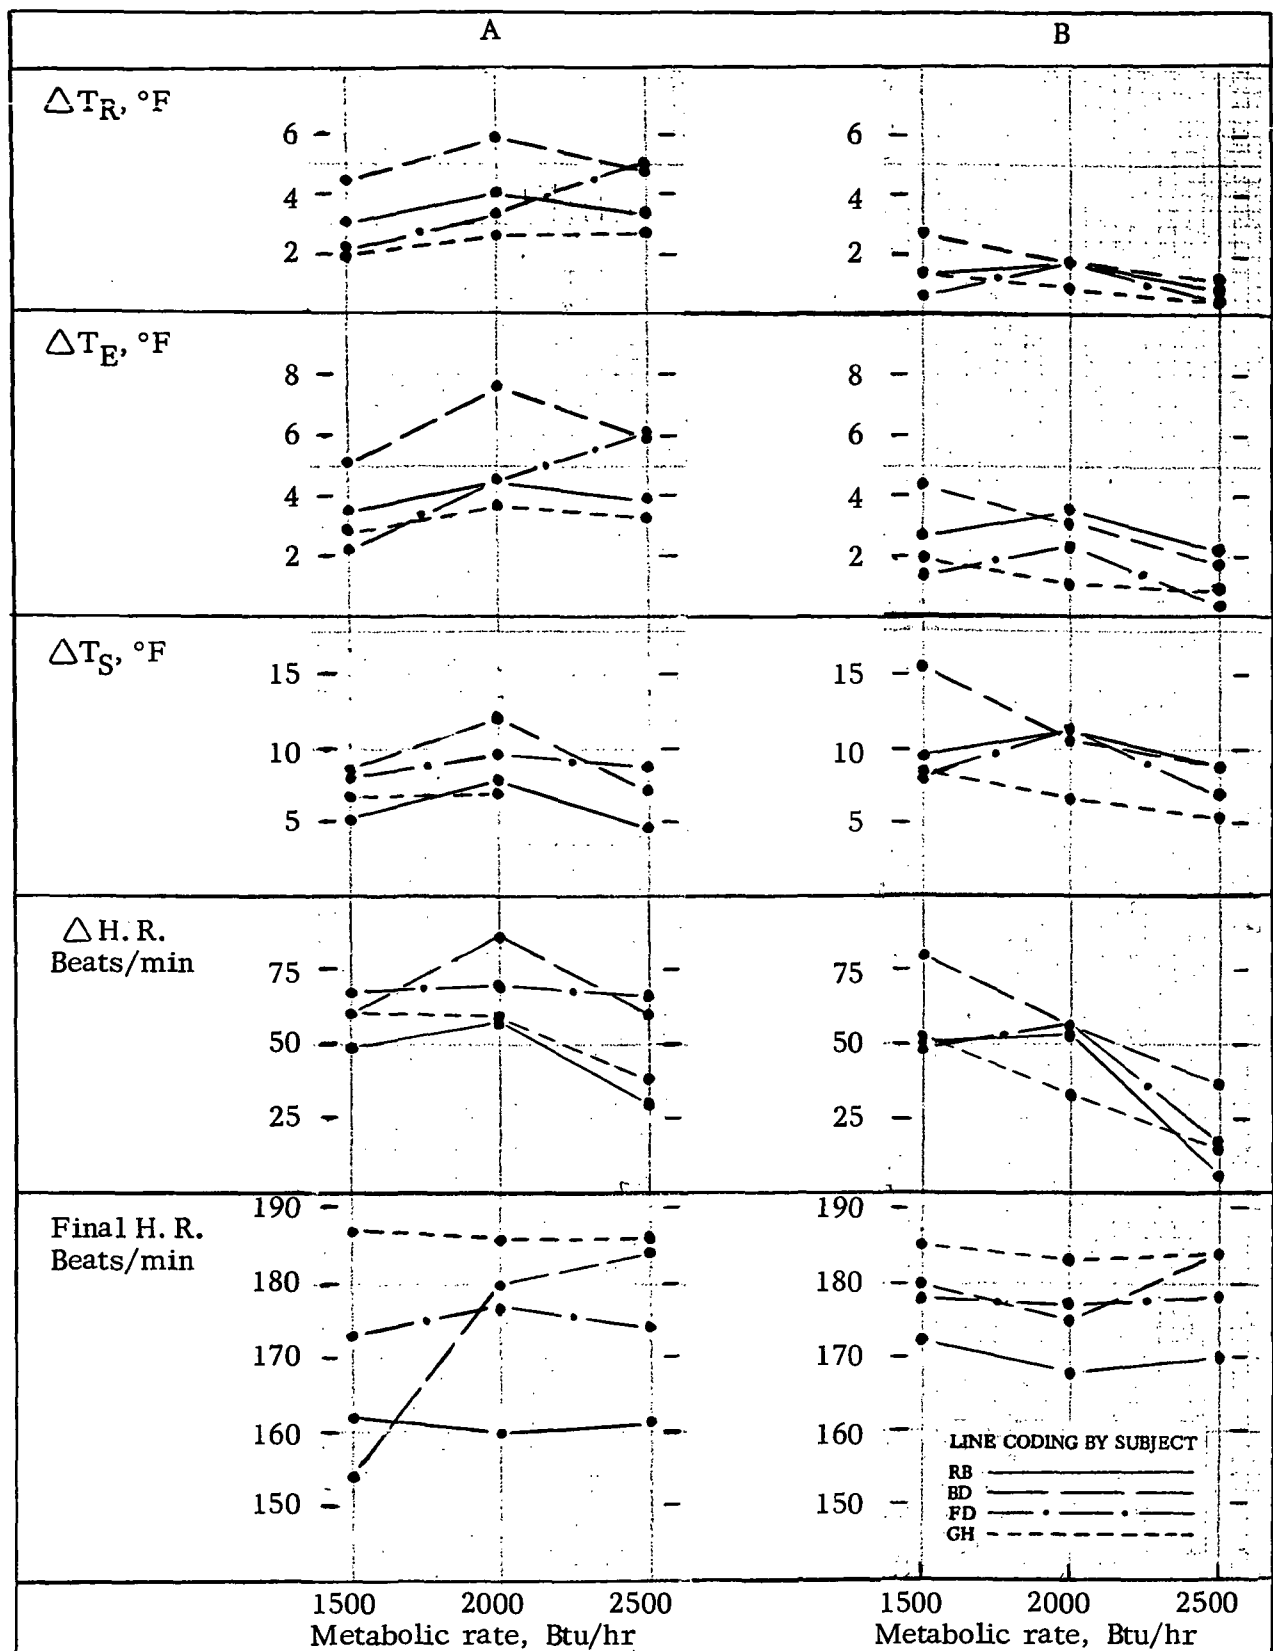 A B
△T_R, °F
6 6
4 4
2 2
△T_E, °F
8 8
6 6
4 4
2 2
△T_S, °F
15 15
10 10
5 5
△ H. R.
Beats/min
75 75
50 50
25 25
Final H. R.
Beats/min
190 190
180 180
170 170
160 160
150 150
LINE CODING BY SUBJECT
RB
BD
FD
GH
1500 2000 2500 1500 2000 2500
Metabolic rate, Btu/hr Metabolic rate, Btu/hr